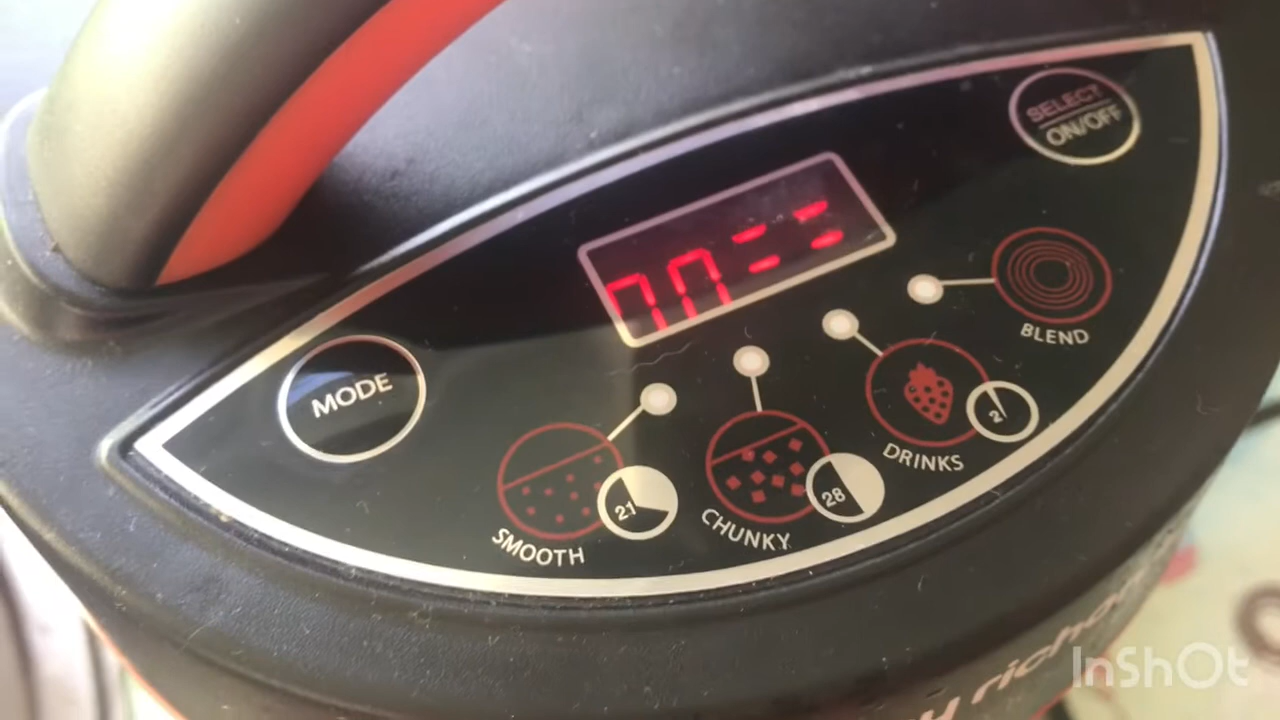 SELECT
ON/OFF
MODE
BLEND
2
DRINKS
28
CHUNKY
21
SMOOTH
InShOt